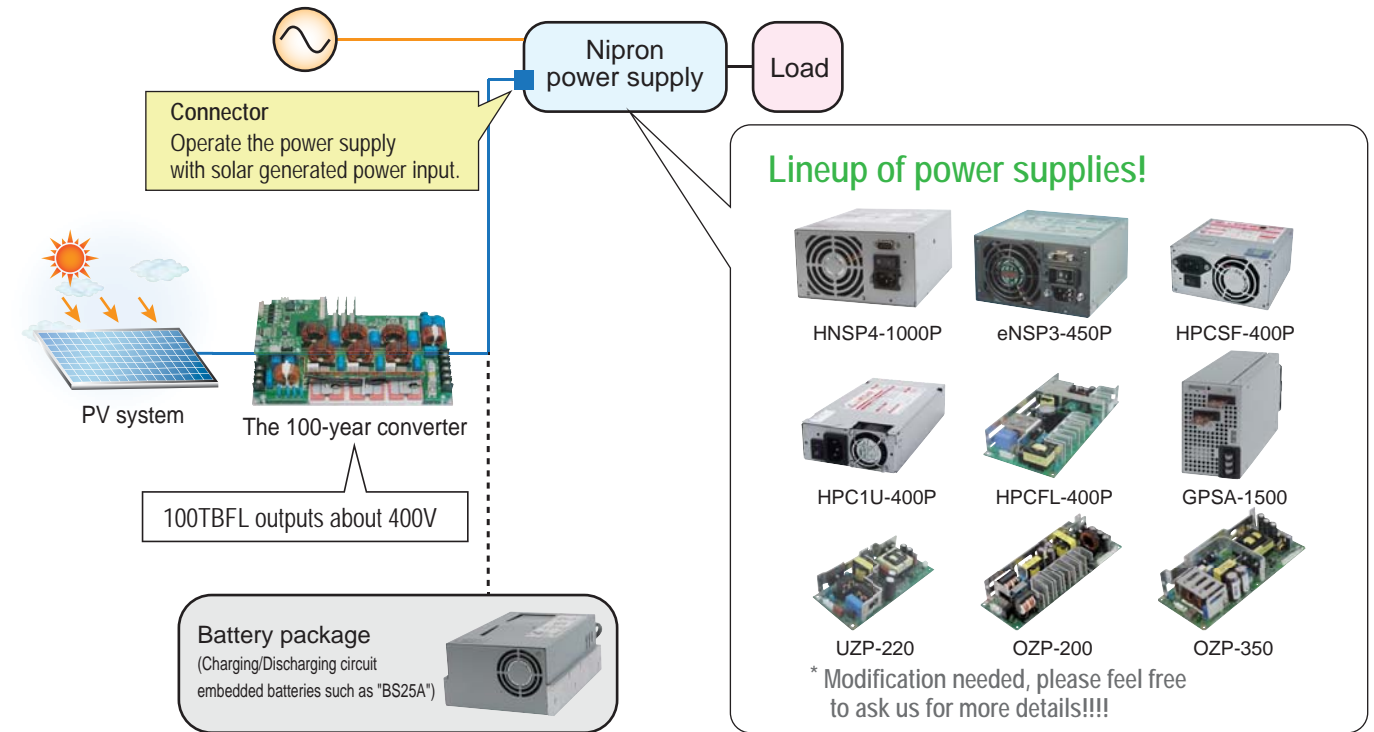 Nipron
power supply
Load
Connector
Operate the power supply
with solar generated power input.
PV system
The 100-year converter
100TBFL outputs about 400V
Battery package
(Charging/Discharging circuit
embedded batteries such as "BS25A")
Lineup of power supplies!
HNSP4-1000P
eNSP3-450P
HPCSF-400P
HPC1U-400P
HPCFL-400P
GPSA-1500
UZP-220
OZP-200
OZP-350
* Modification needed, please feel free
to ask us for more details!!!!